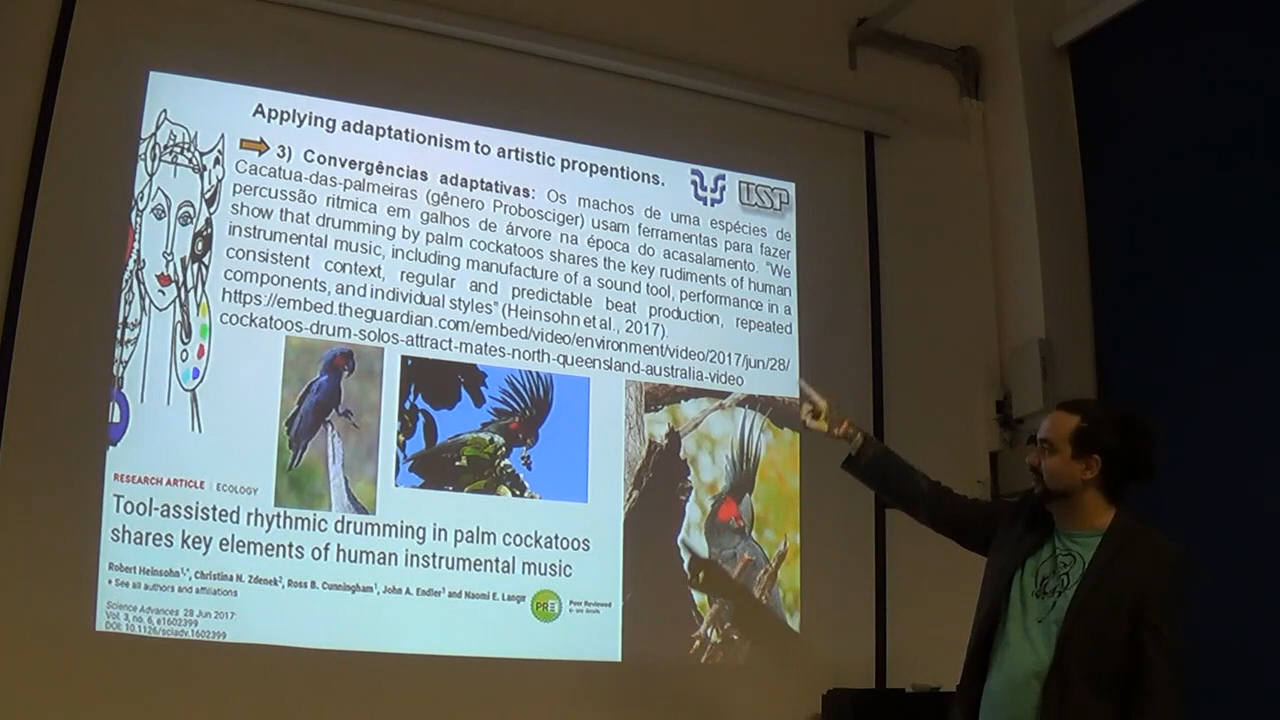 Applying adaptationism to artistic propentions.
3) Convergências adaptativas: Os machos de uma espécies de
Cacatua-das-palmeiras (gênero Probosciger) usam ferramentas para fazer
percussão rítmica em galhos de árvore na época do acasalamento. "We
show that drumming by palm cockatoos shares the key rudiments of human
instrumental music, including manufacture of a sound tool, performance in a
consistent context, regular and predictable beat production, repeated
components, and individual styles" (Heinsohn et al., 2017).
https://embed.theguardian.com/embed/video/environment/video/2017/jun/28/
cockatoos-drum-solos-attract-mates-north-queensland-australia-video
USP
RESEARCH ARTICLE | ECOLOGY
Tool-assisted rhythmic drumming in palm cockatoos
shares key elements of human instrumental music
Robert Heinsohn1,*, Christina N. Zdenek2, Ross B. Cunningham1, John A. Endler3 and Naomi E. Langmore
* See all authors and affiliations
Science Advances 28 Jun 2017:
Vol. 3, no. 6, e1602399
DOI: 10.1126/sciadv.1602399
PRE
Peer Reviewed
see details